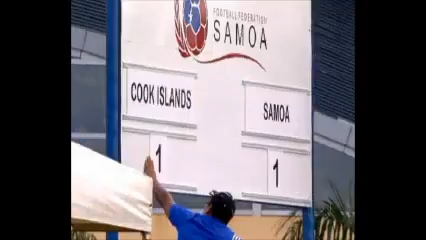 FOOTBALL FEDERATION
SAMOA
COOK ISLANDS
SAMOA
1
1